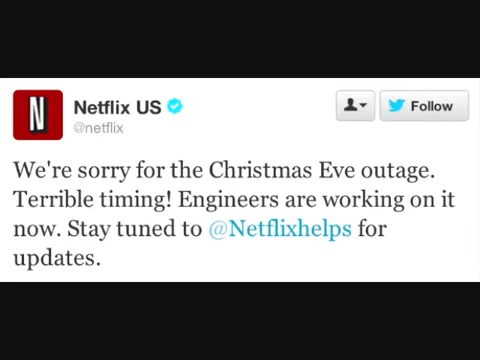 N
Netflix US
@netflix
Follow
We're sorry for the Christmas Eve outage.
Terrible timing! Engineers are working on it
now. Stay tuned to @Netflixhelps for
updates.